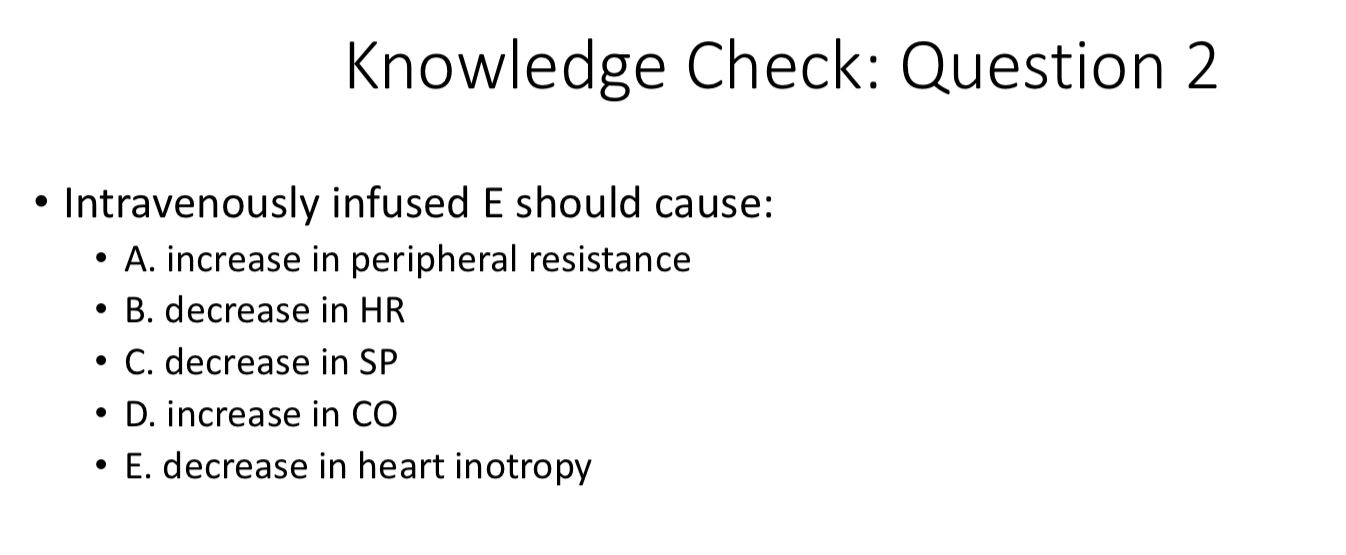 Knowledge Check: Question 2
• Intravenously infused E should cause:
• A. increase in peripheral resistance
• B. decrease in HR
• C. decrease in SP
• D. increase in CO
• E. decrease in heart inotropy